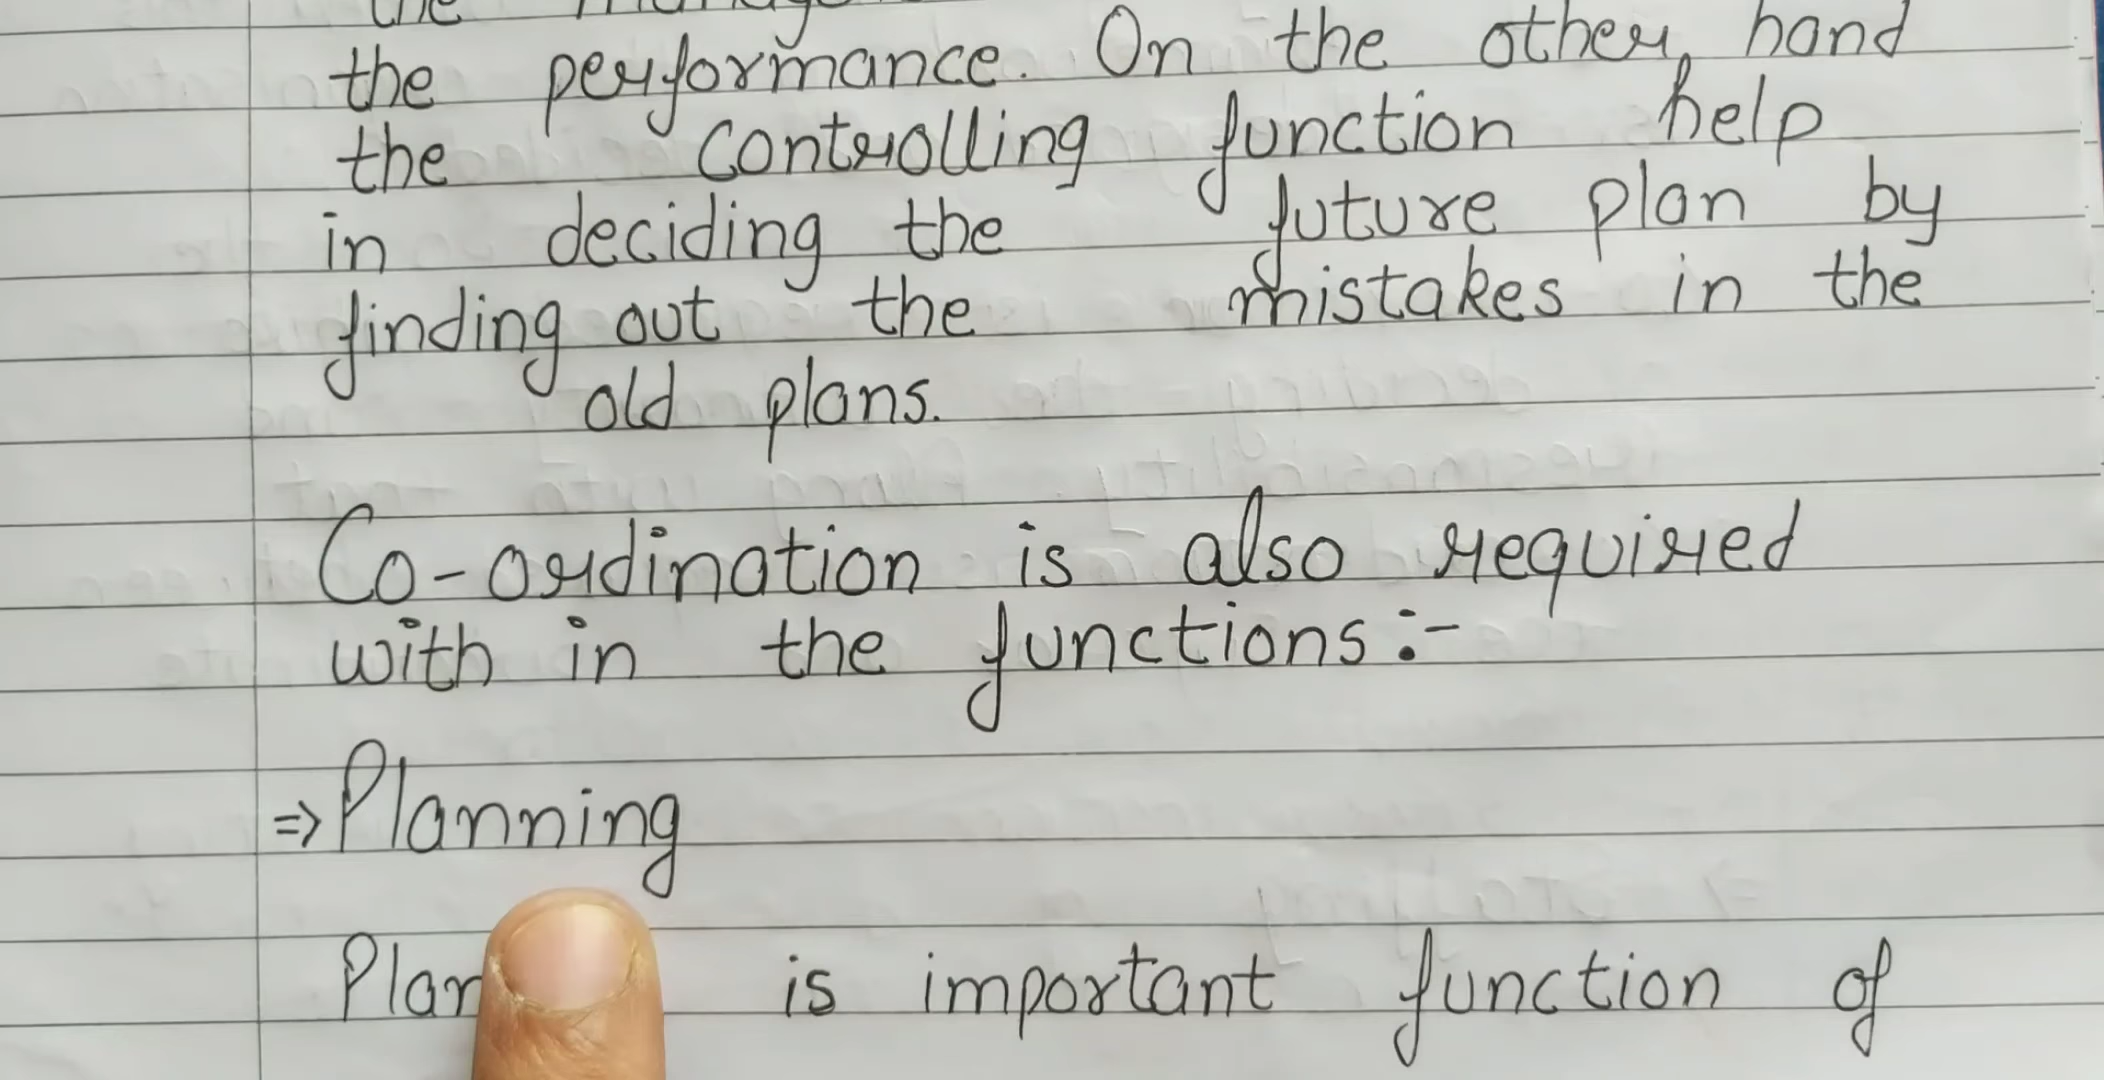 the
the performance. On the other hand
the controlling function help
in deciding the future plan by
finding out the mistakes in the
old plans.
Co-ordination is also required
with in the functions:-
⇒ Planning
is important function of